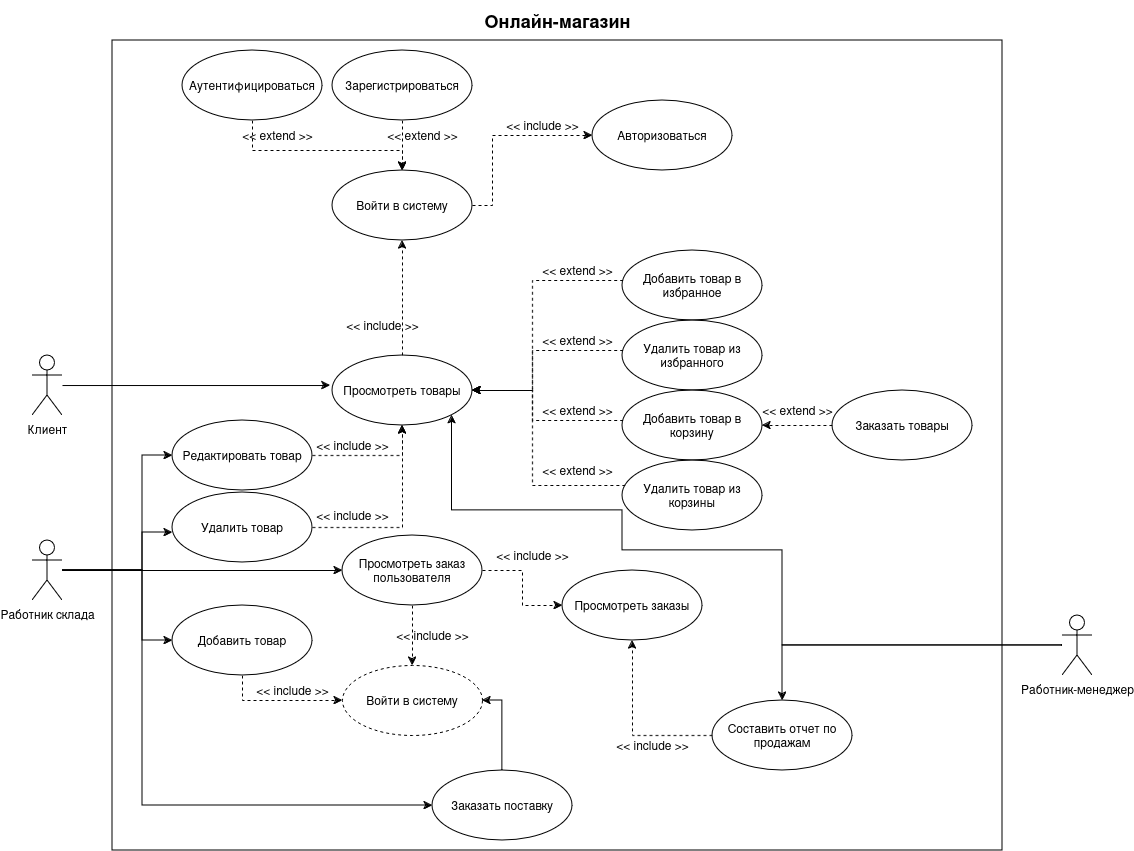 Онлайн-магазин
Аутентифицироваться
Зарегистрироваться
<< extend >>
<< extend >>
<< include >>
Авторизоваться
Войти в систему
<< include >>
<< extend >>
Добавить товар в
избранное
<< extend >>
Удалить товар из
избранного
Клиент
Просмотреть товары
<< extend >>
Добавить товар в
корзину
<< extend >>
Заказать товары
Редактировать товар
<< include >>
<< extend >>
Удалить товар из
корзины
Удалить товар
<< include >>
Работник склада
Просмотреть заказ
пользователя
<< include >>
Просмотреть заказы
Добавить товар
<< include >>
<< include >>
Войти в систему
Работник-менеджер
Составить отчет по
продажам
<< include >>
Заказать поставку